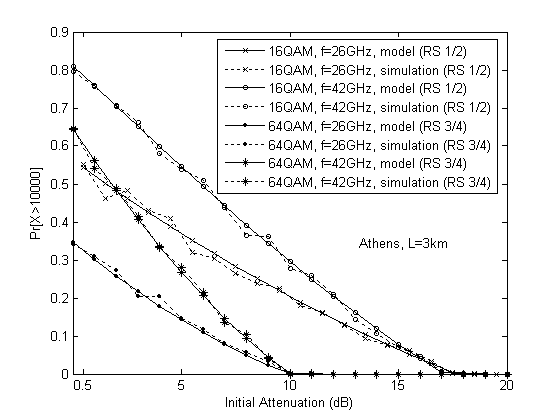 0.9
0.8
0.7
0.6
0.5
0.4
0.3
0.2
0.1
0
Pr[X>10000]
16QAM, f=26GHz, model (RS 1/2)
16QAM, f=26GHz, simulation (RS 1/2)
16QAM, f=42GHz, model (RS 1/2)
16QAM, f=42GHz, simulation (RS 1/2)
64QAM, f=26GHz, model (RS 3/4)
64QAM, f=26GHz, simulation (RS 3/4)
64QAM, f=42GHz, model (RS 3/4)
64QAM, f=42GHz, simulation (RS 3/4)
Athens, L=3km
0.5 5 10 15 20
Initial Attenuation (dB)